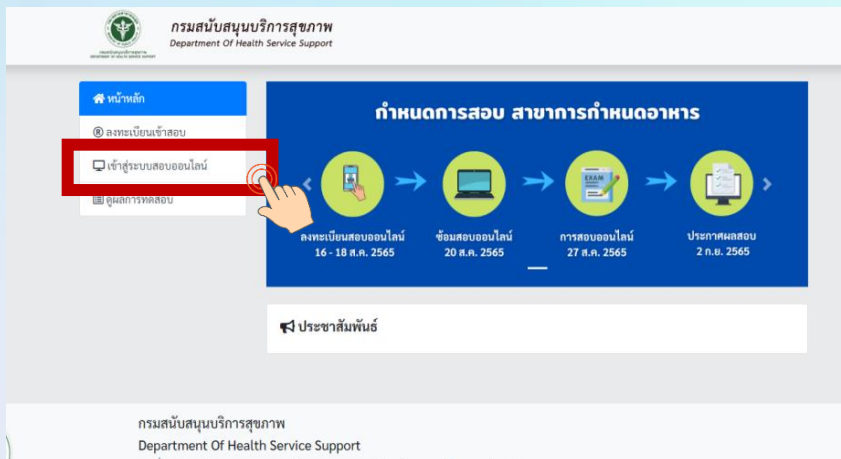 กรมสนับสนุนบริการสุขภาพ
Department Of Health Service Support
หน้าหลัก
ลงทะเบียนเข้าสอบ
เข้าสู่ระบบสอบออนไลน์
ดูผลการทดสอบ
กำหนดการสอบ สาขาการกำหนดอาหาร
EXAM
ลงทะเบียนสอบออนไลน์
16 - 18 ส.ค. 2565
ซ้อมสอบออนไลน์
20 ส.ค. 2565
การสอบออนไลน์
27 ส.ค. 2565
ประกาศผลสอบ
2 ก.ย. 2565
ประชาสัมพันธ์
กรมสนับสนุนบริการสุขภาพ
Department Of Health Service Support